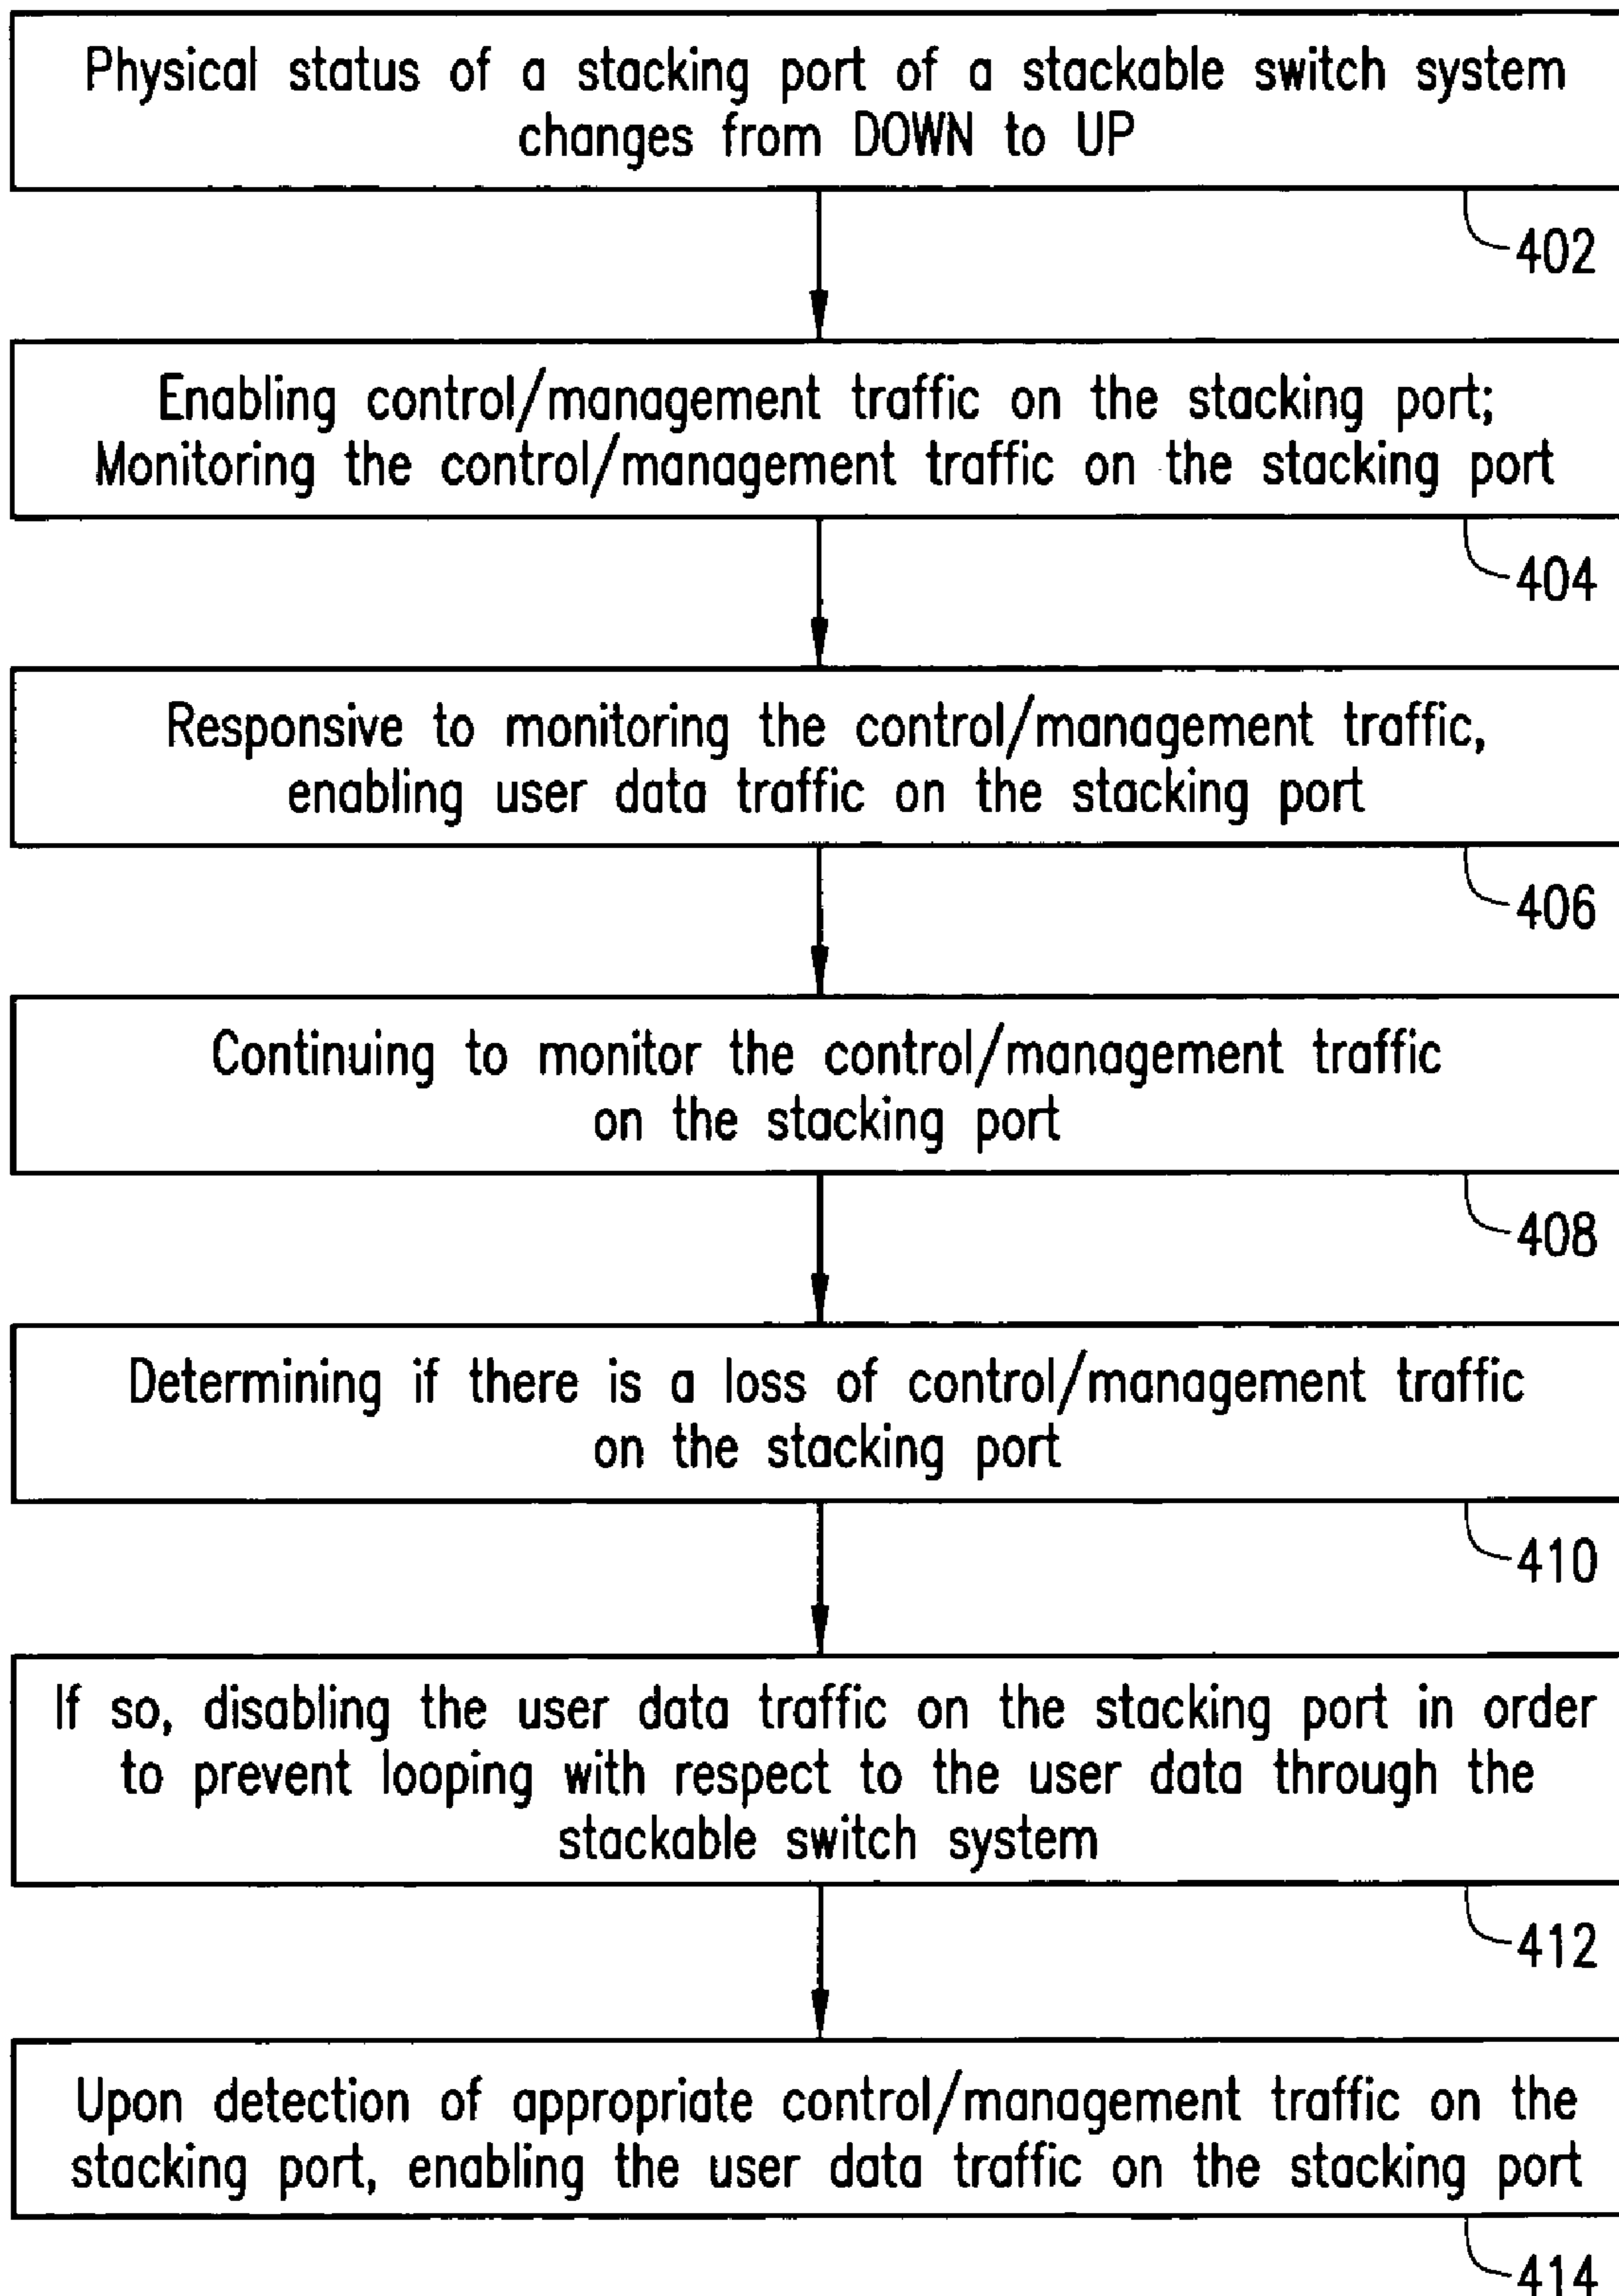 Physical status of a stacking port of a stackable switch system
changes from DOWN to UP
402
Enabling control/management traffic on the stacking port;
Monitoring the control/management traffic on the stacking port
404
Responsive to monitoring the control/management traffic,
enabling user data traffic on the stacking port
406
Continuing to monitor the control/management traffic
on the stacking port
408
Determining if there is a loss of control/management traffic
on the stacking port
410
If so, disabling the user data traffic on the stacking port in order
to prevent looping with respect to the user data through the
stackable switch system
412
Upon detection of appropriate control/management traffic on the
stacking port, enabling the user data traffic on the stacking port
414